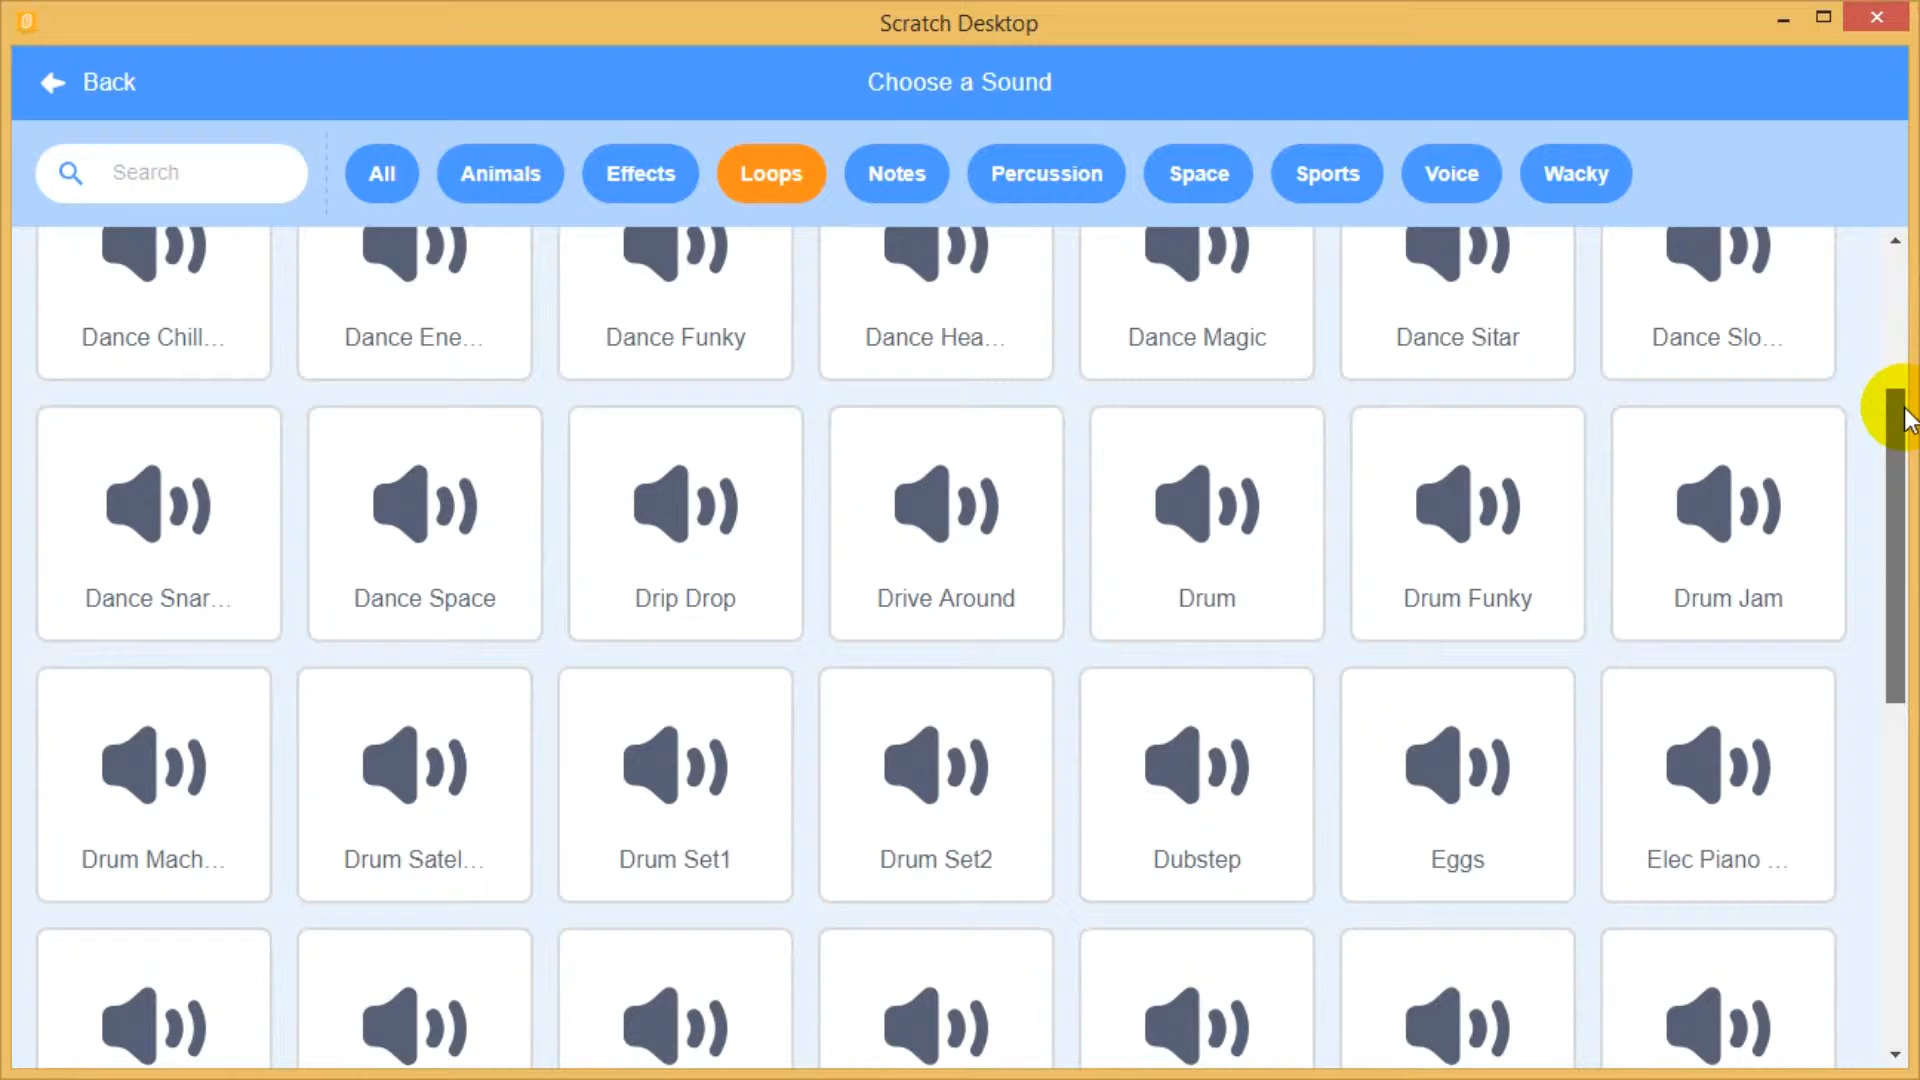 Scratch Desktop
Back
Choose a Sound
Search
All
Animals
Effects
Loops
Notes
Percussion
Space
Sports
Voice
Wacky
Dance Chill...
Dance Ene...
Dance Funky
Dance Hea...
Dance Magic
Dance Sitar
Dance Slo...
Dance Snar...
Dance Space
Drip Drop
Drive Around
Drum
Drum Funky
Drum Jam
Drum Mach...
Drum Satel...
Drum Set1
Drum Set2
Dubstep
Eggs
Elec Piano ...